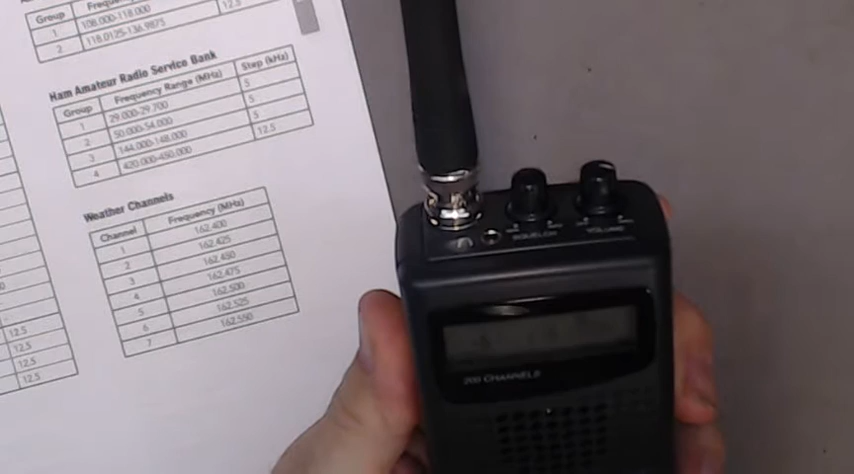 Group
1 108.000-118.000
2 118.0125-136.9875 12.5
Ham Amateur Radio Service Bank
Group Frequency Range (MHz) Step (kHz)
1 29.000-29.700 5
2 50.000-54.000 5
3 144.000-148.000 5
4 420.000-450.000 12.5
Weather Channels
Channel Frequency (MHz)
1 162.400
2 162.425
3 162.450
4 162.475
5 162.500
6 162.525
7 162.550
12.5
12.5
12.5
12.5
SQUELCH VOLUME
200 CHANNELS